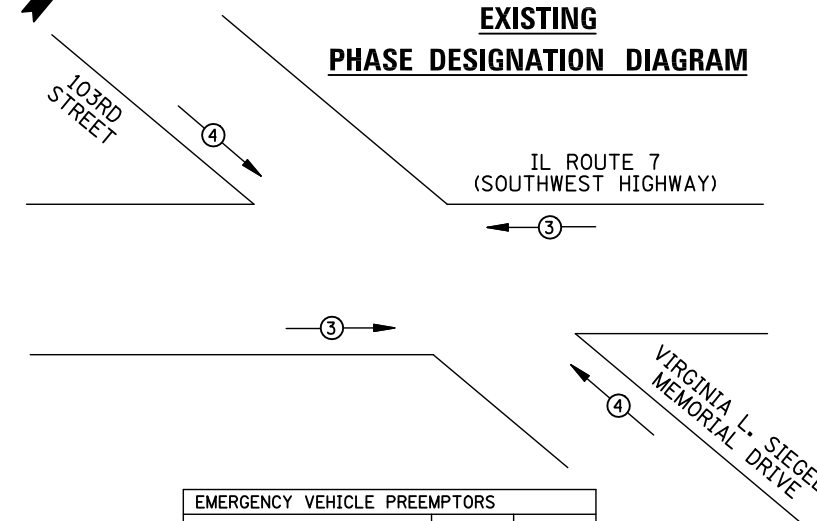 EXISTING
PHASE DESIGNATION DIAGRAM
103RD
STREET
4
IL ROUTE 7
(SOUTHWEST HIGHWAY)
3
3
4
VIRGINIA L. SIEGEL
MEMORIAL DRIVE
EMERGENCY VEHICLE PREEMPTORS